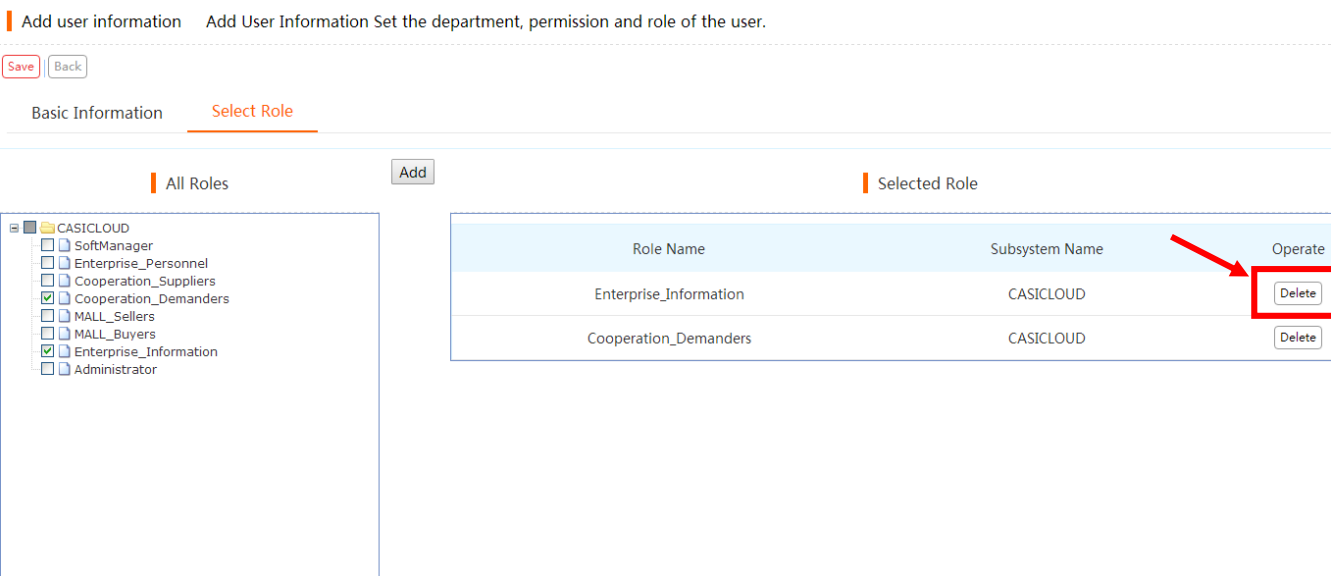 Add user information Add User Information Set the department, permission and role of the user.
Save Back
Basic Information Select Role
All Roles Add Selected Role
CASICLOUD
SoftManager
Enterprise_Personnel
Cooperation_Suppliers
Cooperation_Demanders
MALL_Sellers
MALL_Buyers
Enterprise_Information
Administrator
Role Name Subsystem Name Operate
Enterprise_Information CASICLOUD Delete
Cooperation_Demanders CASICLOUD Delete